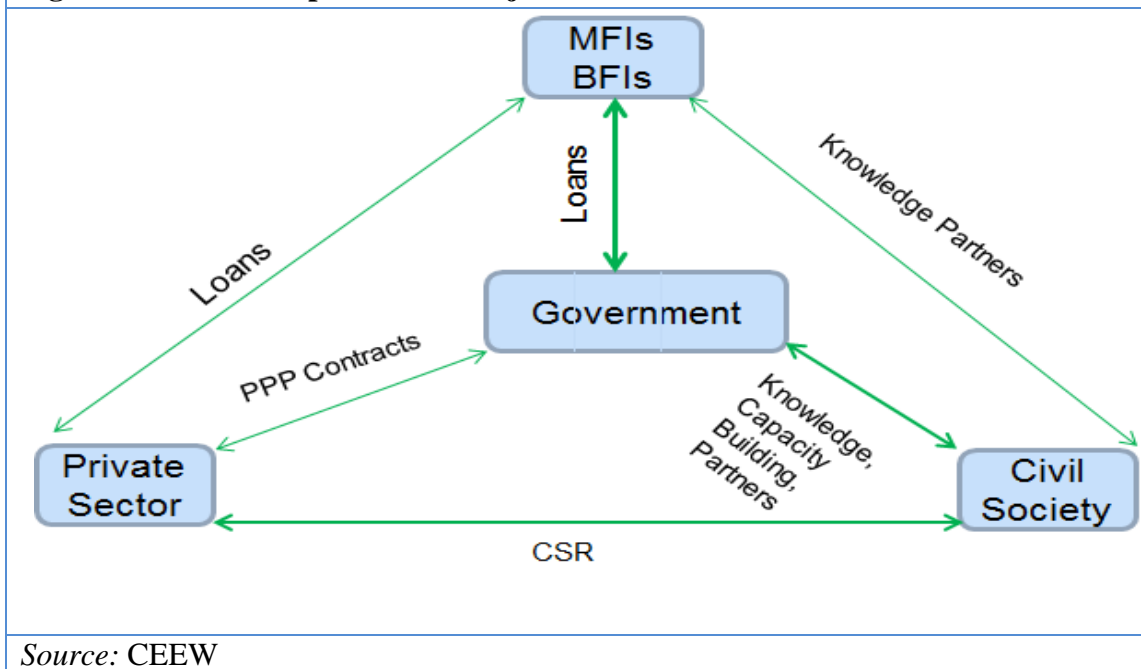 MFIs
BFIs
Loans
Loans
Knowledge Partners
Government
PPP Contracts
Knowledge,
Capacity
Building,
Partners
Private
Sector
Civil
Society
CSR
Source: CEEW